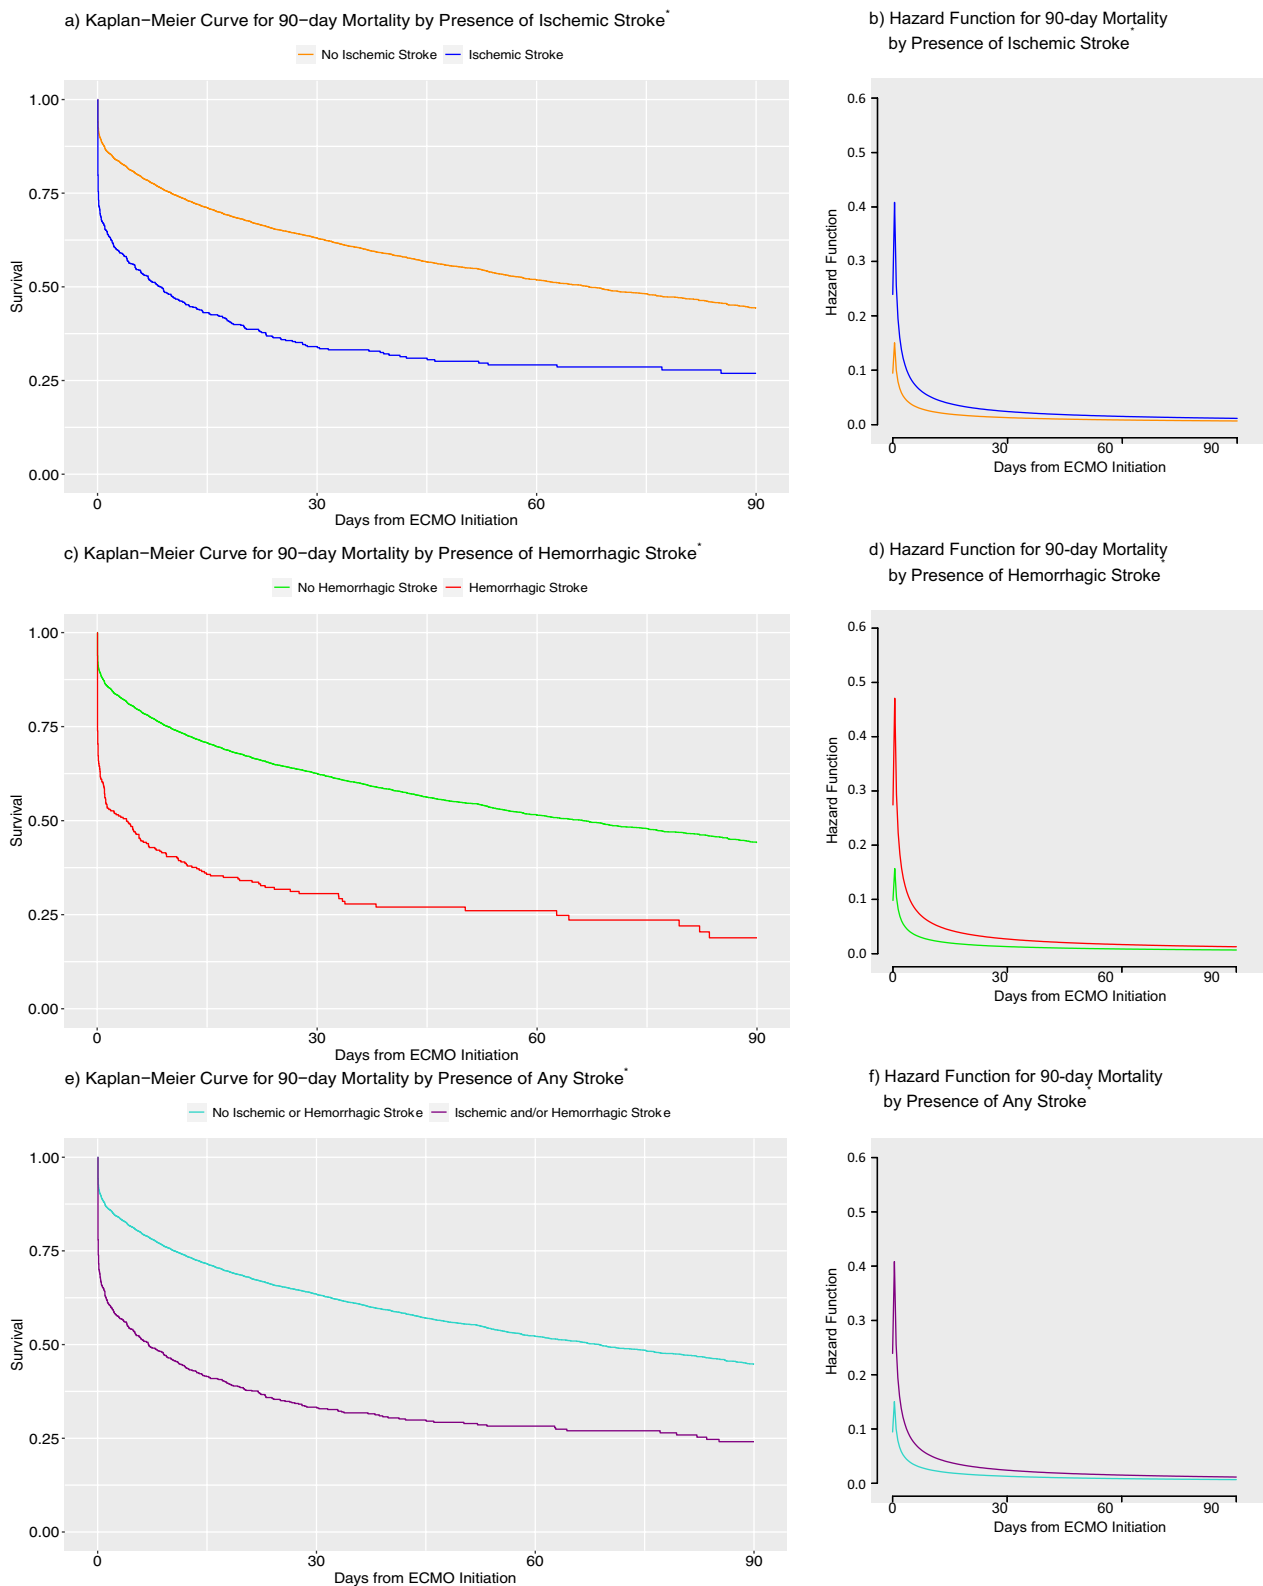 a) Kaplan−Meier Curve for 90-day Mortality by Presence of Ischemic Stroke*
No Ischemic Stroke Ischemic Stroke
1.00
0.75
0.50
0.25
0.00
Survival
0 30 60 90
Days from ECMO Initiation
b) Hazard Function for 90-day Mortality
by Presence of Ischemic Stroke*
0.6
0.5
0.4
0.3
0.2
0.1
0.0
Hazard Function
0 30 60 90
Days from ECMO Initiation
c) Kaplan−Meier Curve for 90-day Mortality by Presence of Hemorrhagic Stroke*
No Hemorrhagic Stroke Hemorrhagic Stroke
1.00
0.75
0.50
0.25
0.00
Survival
0 30 60 90
Days from ECMO Initiation
d) Hazard Function for 90-day Mortality
by Presence of Hemorrhagic Stroke*
0.6
0.5
0.4
0.3
0.2
0.1
0.0
Hazard Function
0 30 60 90
Days from ECMO Initiation
e) Kaplan−Meier Curve for 90-day Mortality by Presence of Any Stroke*
No Ischemic or Hemorrhagic Stroke Ischemic and/or Hemorrhagic Stroke
1.00
0.75
0.50
0.25
0.00
Survival
0 30 60 90
Days from ECMO Initiation
f) Hazard Function for 90-day Mortality
by Presence of Any Stroke*
0.6
0.5
0.4
0.3
0.2
0.1
0.0
Hazard Function
0 30 60 90
Days from ECMO Initiation